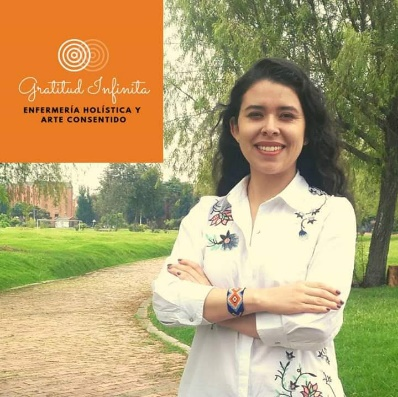 Gratitud Infinita
ENFERMERÍA HOLÍSTICA Y
ARTE CONSENTIDO